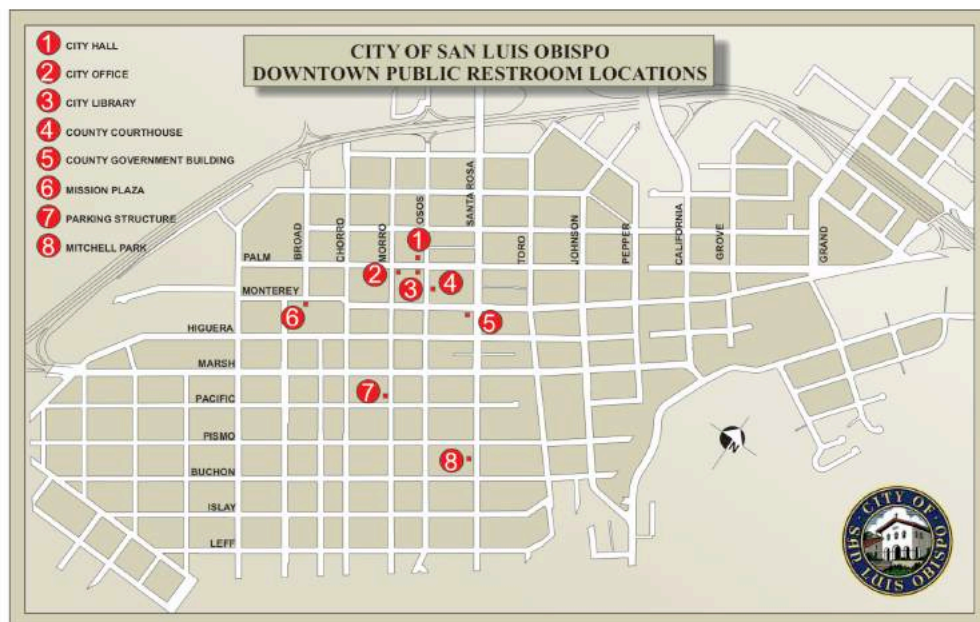 1 CITY HALL
2 CITY OFFICE
3 CITY LIBRARY
4 COUNTY COURTHOUSE
5 COUNTY GOVERNMENT BUILDING
6 MISSION PLAZA
7 PARKING STRUCTURE
8 MITCHELL PARK
CITY OF SAN LUIS OBISPO
DOWNTOWN PUBLIC RESTROOM LOCATIONS
BROAD
CHORRO
MORRO
OSOS
SANTA ROSA
TORO
JOHNSON
PEPPER
CALIFORNIA
GROVE
GRAND
PALM
MONTEREY
HIGUERA
MARSH
PACIFIC
PISMO
BUCHON
ISLAY
LEFF
1
2
3
4
5
6
7
8
N
CITY OF
SAN LUIS OBISPO